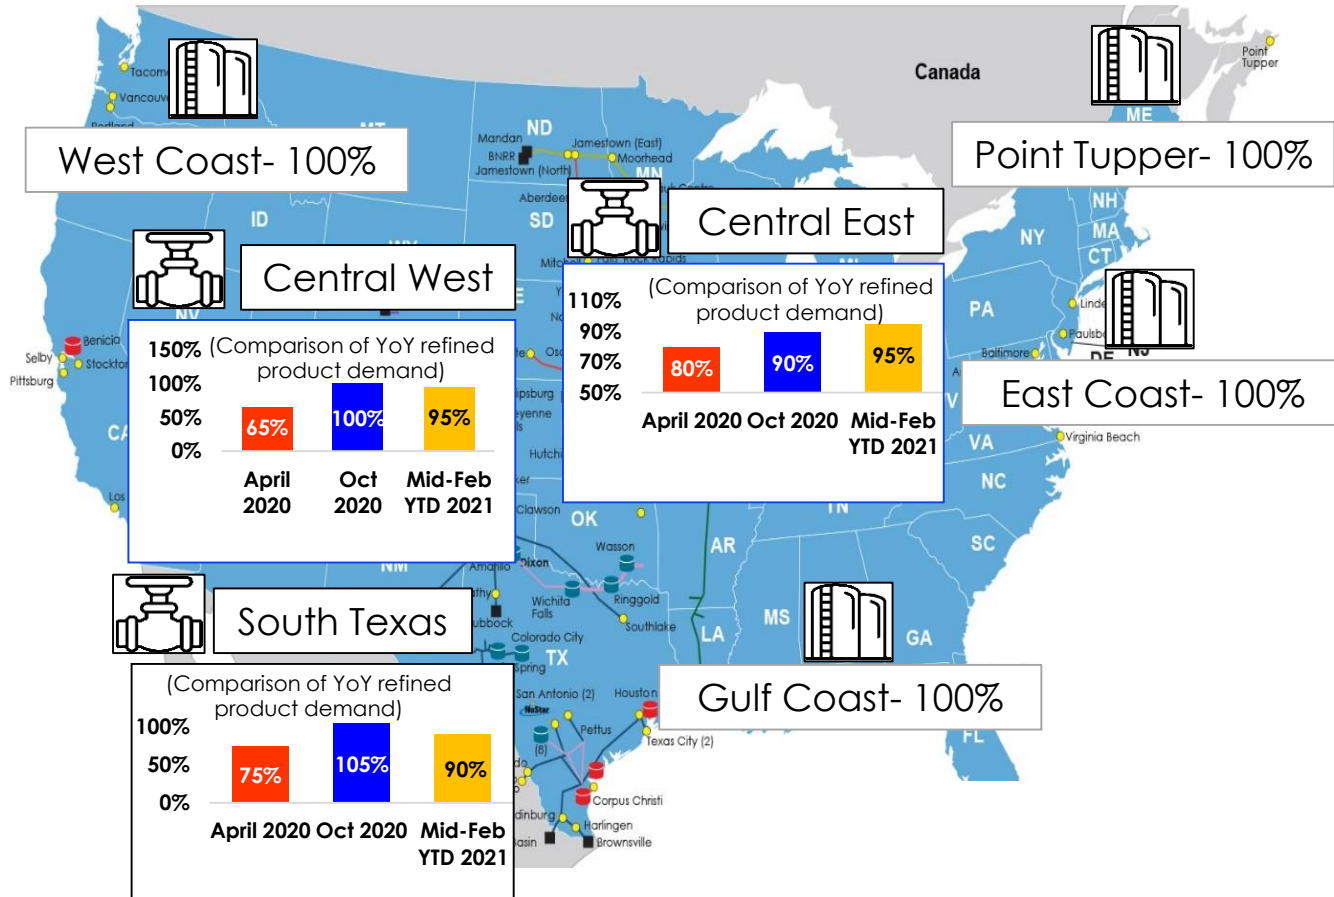 Canada
Point
Tupper
Tacoma
ME
ND
Mandan
BNRR
Jamestown (North)
Jamestown (East)
Moorhead
MN
West Coast- 100%
Point Tupper- 100%
ID
SD
NH
MA
CT
NY
PA
Central East
(Comparison of YoY refined
product demand)
110%
90%
70%
50%
80%
90%
95%
April 2020
Oct 2020
Mid-Feb
YTD 2021
Central West
(Comparison of YoY refined
product demand)
150%
100%
50%
0%
65%
100%
95%
April
2020
Oct
2020
Mid-Feb
YTD 2021
Benicia
Selby
Pittsburg
Baltimore
East Coast- 100%
Virginia Beach
VA
NC
SC
OK
Clawson
AR
Wasson
Dixon
Amarillo
Wichita
Falls
Ringgold
Southlake
Colorado City
TX
LA
MS
GA
South Texas
(Comparison of YoY refined
product demand)
100%
50%
0%
75%
105%
90%
April 2020
Oct 2020
Mid-Feb
YTD 2021
San Antonio (2)
NuStar
(8)
Pettus
Houston
Texas City (2)
Corpus Christi
Harlingen
Brownsville
Gulf Coast- 100%
FL